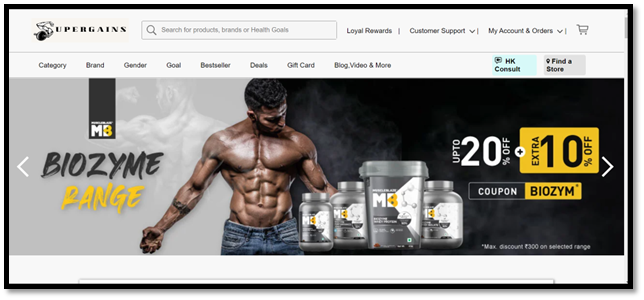 UPERGAINS
Search for products, brands or Health Goals
Loyal Rewards |
Customer Support |
My Account & Orders |
Category Brand Gender Goal Bestseller Deals Gift Card Blog,Video & More
HK Consult
Find a Store
MUSCLEBLAZE
MB
BIOZYME
RANGE
MB
UPTO 20% OFF + EXTRA 10% OFF
COUPON BIOZYM*
*Max. discount ₹300 on selected range